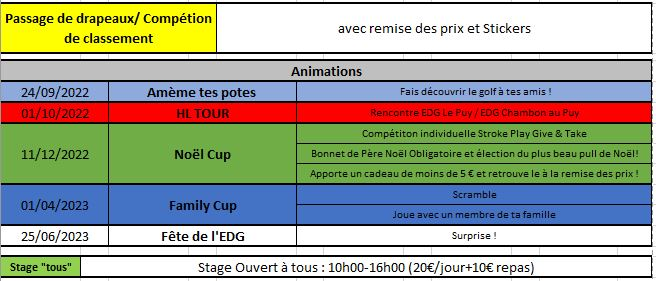 Passage de drapeaux/ Compétion
de classement
avec remise des prix et Stickers
Animations
24/09/2022 Amème tes potes Fais découvrir le golf à tes amis !
01/10/2022 HL TOUR Rencontre EDG Le Puy / EDG Chambon au Puy
Compétiton individuelle Stroke Play Give & Take
11/12/2022 Noël Cup Bonnet de Père Noël Obligatoire et élection du plus beau pull de Noël!
Apporte un cadeau de moins de 5 € et retrouve le à la remise des prix !
01/04/2023 Family Cup Scramble
Joue avec un membre de ta famille
25/06/2023 Fête de l'EDG Surprise !
Stage "tous" Stage Ouvert à tous : 10h00-16h00 (20€/jour+10€ repas)